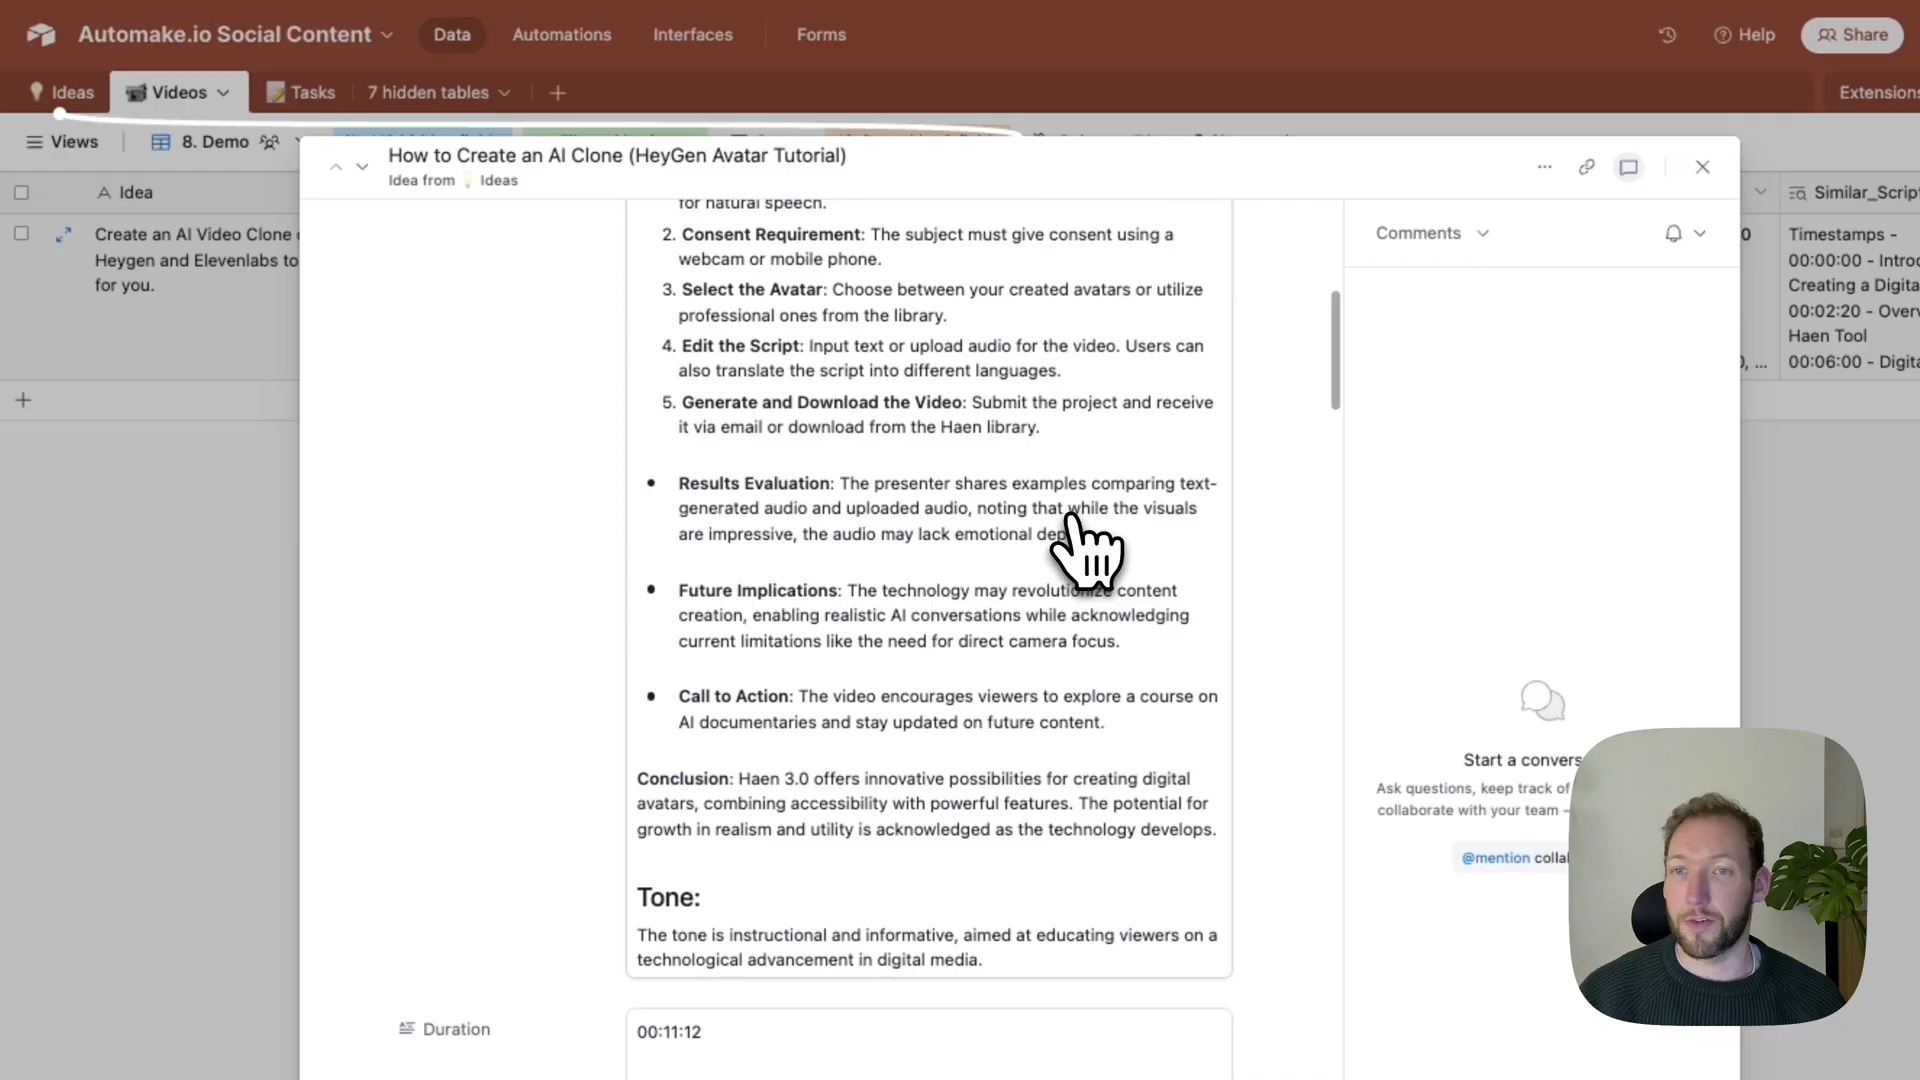 Automake.io Social Content
Data
Automations
Interfaces
Forms
Help
Share
Ideas
Videos
Tasks
7 hidden tables
Extensions
Views
8. Demo
How to Create an AI Clone (HeyGen Avatar Tutorial)
Idea from Ideas
Idea
Similar_Script
Create an AI Video Clone
Heygen and Elevenlabs to
for you.
Timestamps -
00:00:00 - Introd
Creating a Digita
00:02:20 - Overv
Haen Tool
00:06:00 - Digita
for natural speech.
2. Consent Requirement: The subject must give consent using a
webcam or mobile phone.
3. Select the Avatar: Choose between your created avatars or utilize
professional ones from the library.
4. Edit the Script: Input text or upload audio for the video. Users can
also translate the script into different languages.
5. Generate and Download the Video: Submit the project and receive
it via email or download from the Haen library.
• Results Evaluation: The presenter shares examples comparing text-
generated audio and uploaded audio, noting that while the visuals
are impressive, the audio may lack emotional dep
• Future Implications: The technology may revolutionize content
creation, enabling realistic AI conversations while acknowledging
current limitations like the need for direct camera focus.
• Call to Action: The video encourages viewers to explore a course on
AI documentaries and stay updated on future content.
Conclusion: Haen 3.0 offers innovative possibilities for creating digital
avatars, combining accessibility with powerful features. The potential for
growth in realism and utility is acknowledged as the technology develops.
Tone:
The tone is instructional and informative, aimed at educating viewers on a
technological advancement in digital media.
Duration
00:11:12
Comments
Start a convers
Ask questions, keep track of
collaborate with your team –
@mention colla